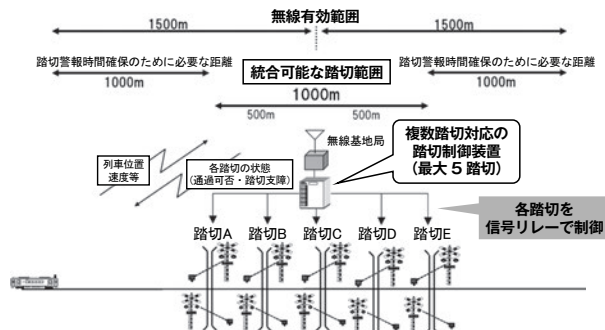 無線有効範囲
1500m
1500m
踏切警報時間確保のために必要な距離
踏切警報時間確保のために必要な距離
1000m
統合可能な踏切範囲
1000m
1000m
500m
500m
無線基地局
複数踏切対応の
踏切制御装置
（最大５踏切）
列車位置
速度等
各踏切の状態
（通過可否・踏切支障）
各踏切を
信号リレーで制御
踏切A
踏切B
踏切C
踏切D
踏切E